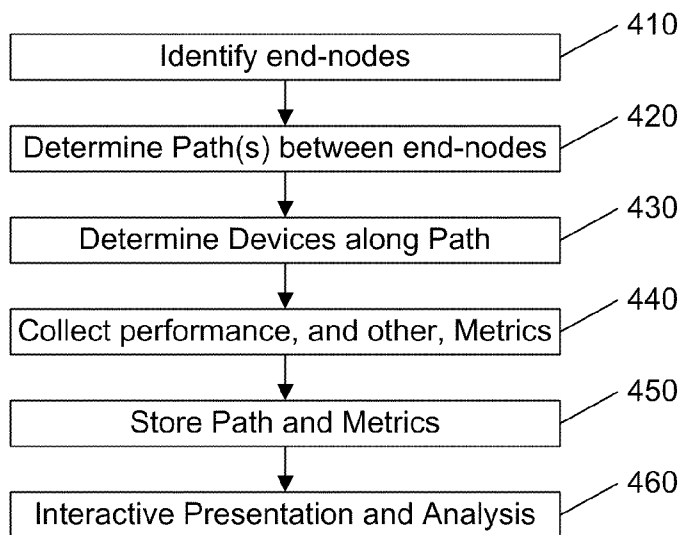 410
Identify end-nodes
420
Determine Path(s) between end-nodes
430
Determine Devices along Path
440
Collect performance, and other, Metrics
450
Store Path and Metrics
460
Interactive Presentation and Analysis